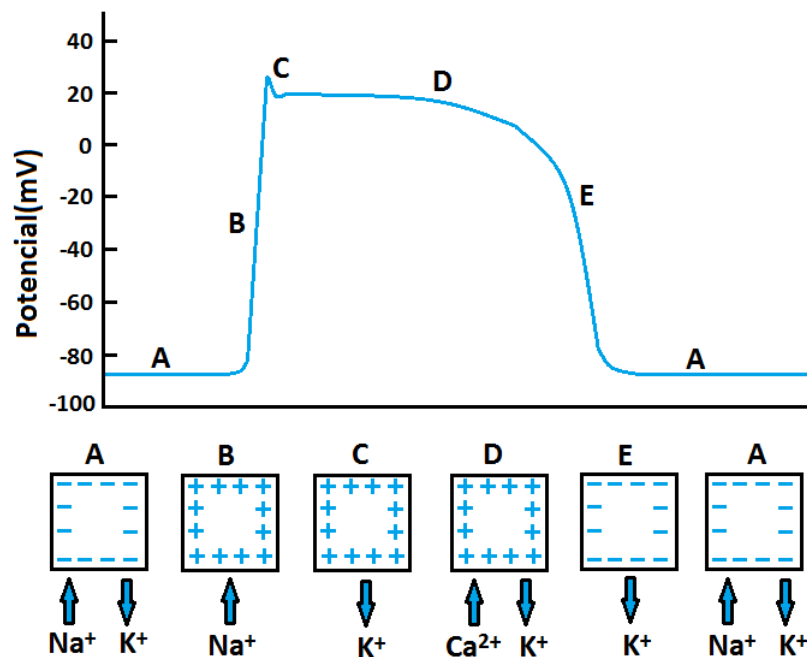 Potencial(mV)
40
20
0
-20
-40
-60
-80
-100
A
B
C
D
E
A
A B C D E A
Na⁺ K⁺ Na⁺ K⁺ Ca²⁺ K⁺ K⁺ Na⁺ K⁺